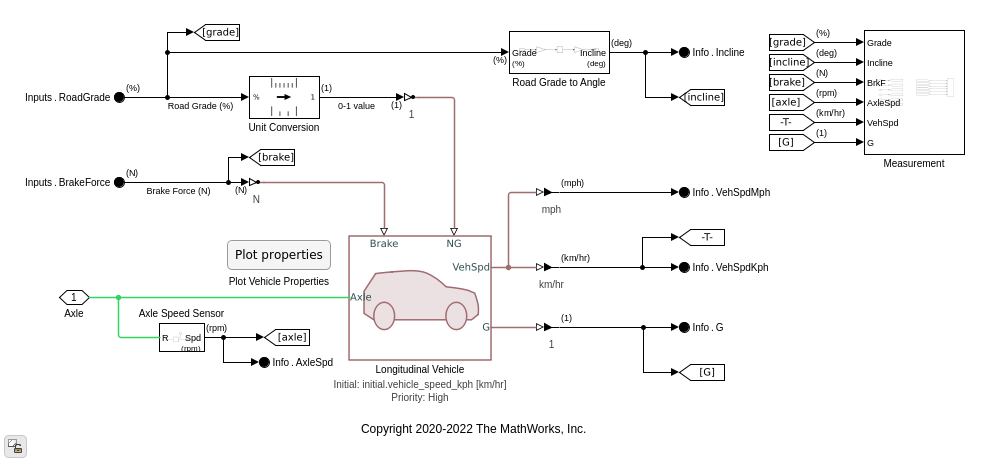 [grade]
Inputs . RoadGrade
(%)
Road Grade (%)
%
1
Unit Conversion
(1)
0-1 value
(1)
1
(%)
Grade
(%)
Incline
(deg)
Road Grade to Angle
(deg)
Info . Incline
[incline]
[grade]
(%)
Grade
[incline]
(deg)
Incline
[brake]
(N)
BrkF
[axle]
(rpm)
AxleSpd
-T-
(km/hr)
VehSpd
[G]
(1)
G
Measurement
[brake]
Inputs . BrakeForce
(N)
Brake Force (N)
(N)
N
Plot properties
Plot Vehicle Properties
Brake
NG
VehSpd
Axle
G
Longitudinal Vehicle
Initial: initial.vehicle_speed_kph [km/hr]
Priority: High
(mph)
mph
Info . VehSpdMph
(km/hr)
km/hr
-T-
Info . VehSpdKph
(1)
1
Info . G
[G]
1
Axle
Axle Speed Sensor
R
Spd
(rpm)
(rpm)
[axle]
Info . AxleSpd
Copyright 2020-2022 The MathWorks, Inc.